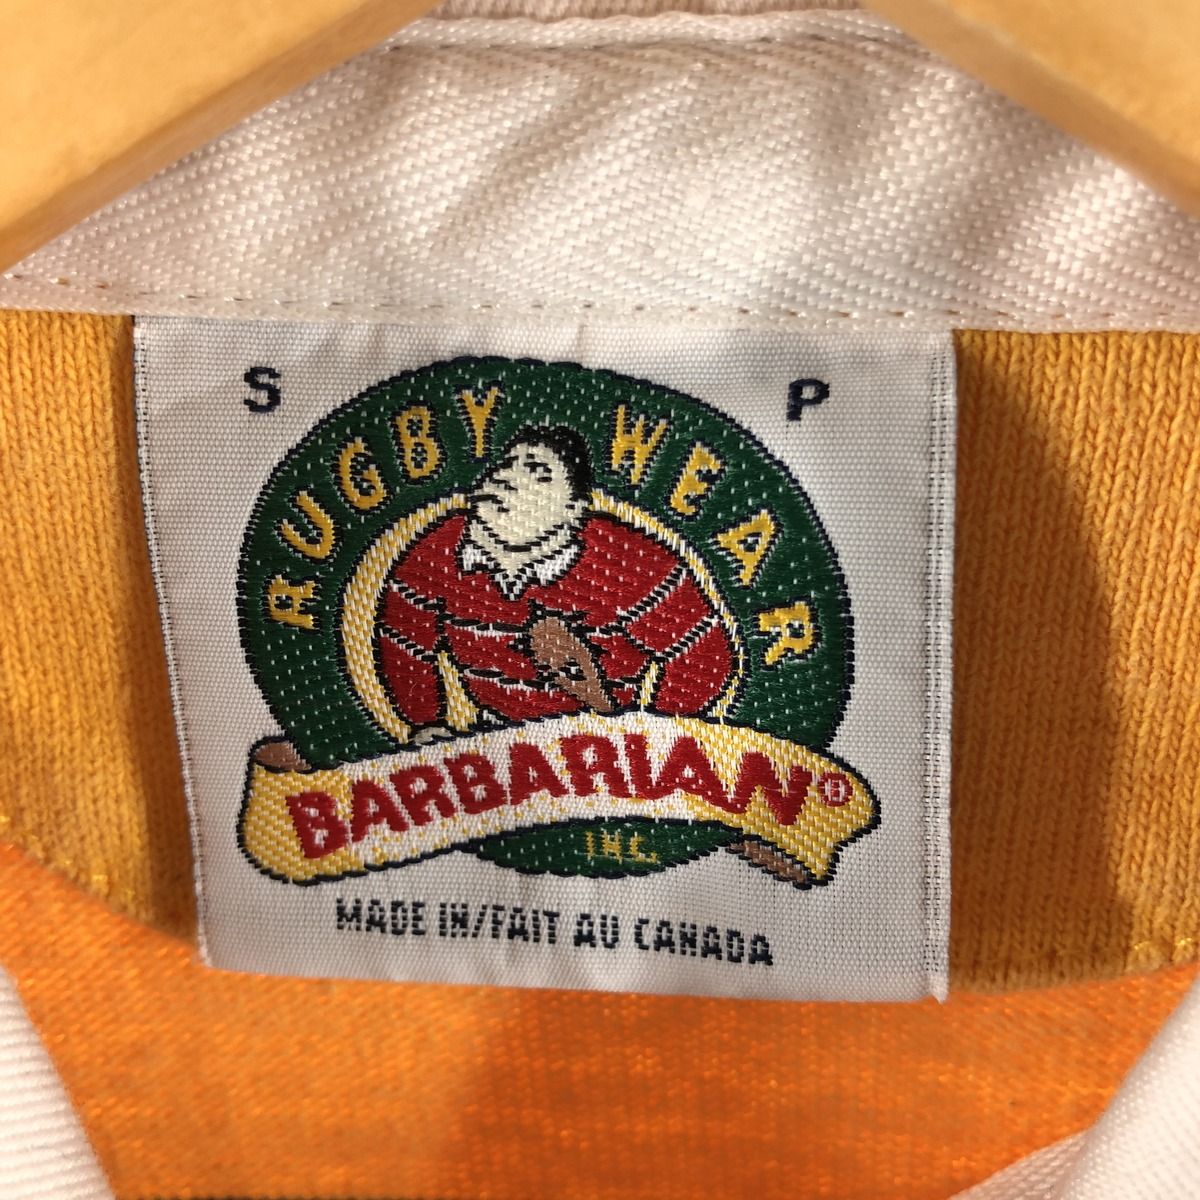 S P
RUGBY WEAR
BARBARIAN®
INC.
MADE IN/FAIT AU CANADA